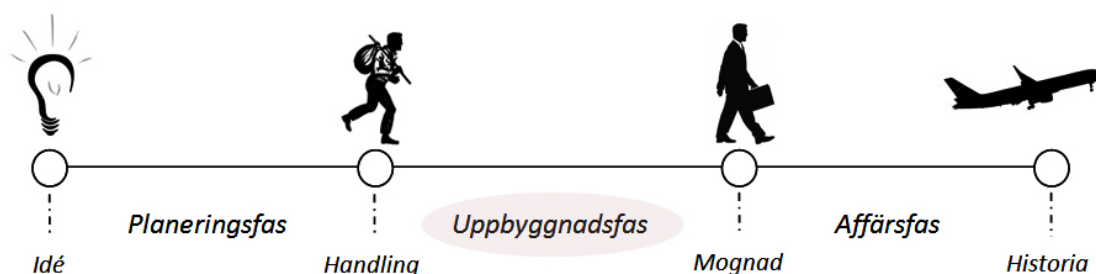 Planeringsfas
Uppbyggnadsfas
Affärsfas
Idé
Handling
Mognad
Historia